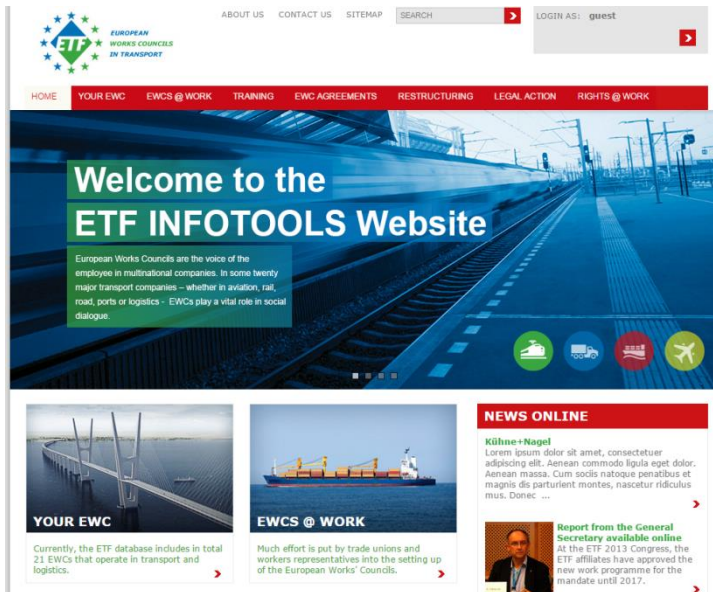 ABOUT US CONTACT US SITEMAP SEARCH
LOGIN AS: guest
ETF
EUROPEAN
WORKS COUNCILS
IN TRANSPORT
HOME YOUR EWC EWCS @ WORK TRAINING EWC AGREEMENTS RESTRUCTURING LEGAL ACTION RIGHTS @ WORK
Welcome to the
ETF INFOTOOLS Website
European Works Councils are the voice of the
employee in multinational companies. In some twenty
major transport companies – whether in aviation, rail,
road, ports or logistics - EWCs play a vital role in social
dialogue.
YOUR EWC
Currently, the ETF database includes in total
21 EWCs that operate in transport and
logistics.
EWCS @ WORK
Much effort is put by trade unions and
workers representatives into the setting up
of the European Works´ Councils.
NEWS ONLINE
Kühne+Nagel
Lorem ipsum dolor sit amet, consectetuer
adipiscing elit. Aenean commodo ligula eget dolor.
Aenean massa. Cum sociis natoque penatibus et
magnis dis parturient montes, nascetur ridiculus
mus. Donec ...
Report from the General
Secretary available online
At the ETF 2013 Congress, the
ETF affiliates have approved the
new work programme for the
mandate until 2017.